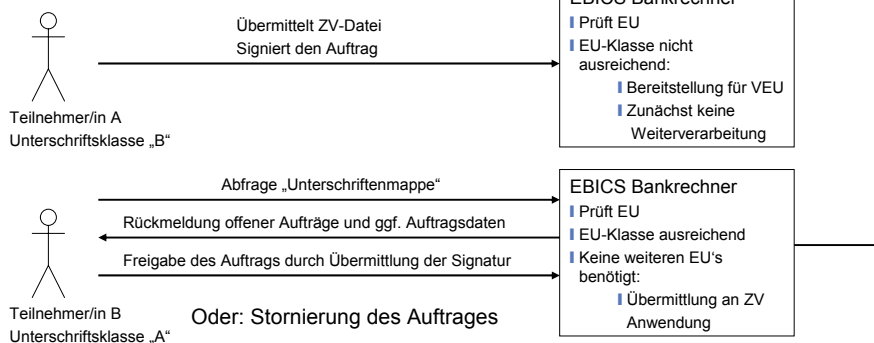 EBICS Bankrechner
Übermittelt ZV-Datei
Signiert den Auftrag
Prüft EU
EU-Klasse nicht
ausreichend:
Bereitstellung für VEU
Zunächst keine
Weiterverarbeitung
Teilnehmer/in A
Unterschriftsklasse „B“
Abfrage „Unterschriftenmappe“
Rückmeldung offener Aufträge und ggf. Auftragsdaten
Freigabe des Auftrags durch Übermittlung der Signatur
EBICS Bankrechner
Prüft EU
EU-Klasse ausreichend
Keine weiteren EU's
benötigt:
Übermittlung an ZV
Anwendung
Teilnehmer/in B
Unterschriftsklasse „A“
Oder: Stornierung des Auftrages